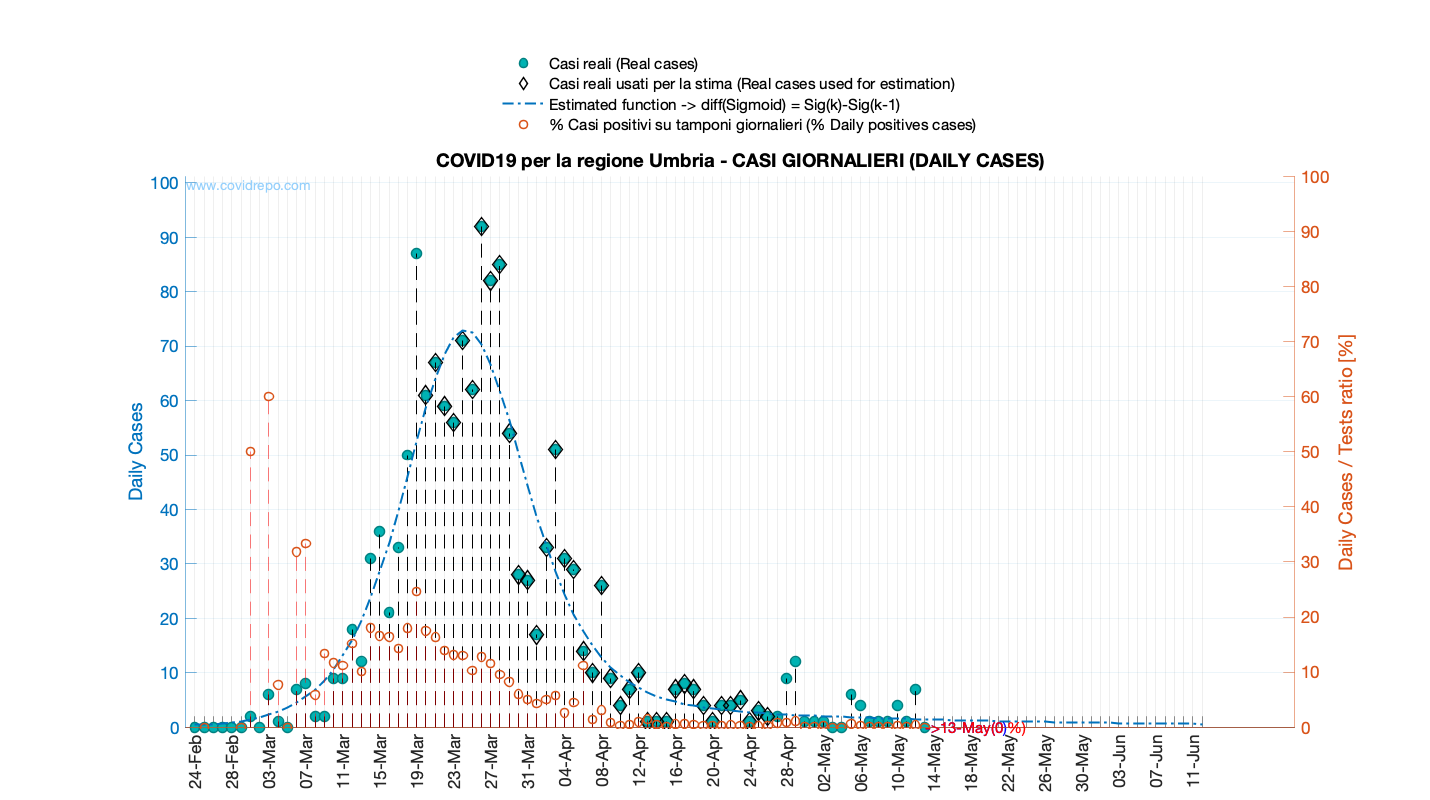 Casi reali (Real cases)
Casi reali usati per la stima (Real cases used for estimation)
Estimated function -> diff(Sigmoid) = Sig(k)-Sig(k-1)
% Casi positivi su tamponi giornalieri (% Daily positives cases)
COVID19 per la regione Umbria - CASI GIORNALIERI (DAILY CASES)
www.covidrepo.com
Daily Cases
100
90
80
70
60
50
40
30
20
10
0
Daily Cases / Tests ratio [%]
100
90
80
70
60
50
40
30
20
10
0
->13-May(0,%)
24-Feb
28-Feb
03-Mar
07-Mar
11-Mar
15-Mar
19-Mar
23-Mar
27-Mar
31-Mar
04-Apr
08-Apr
12-Apr
16-Apr
20-Apr
24-Apr
28-Apr
02-May
06-May
10-May
14-May
18-May
22-May
26-May
30-May
03-Jun
07-Jun
11-Jun